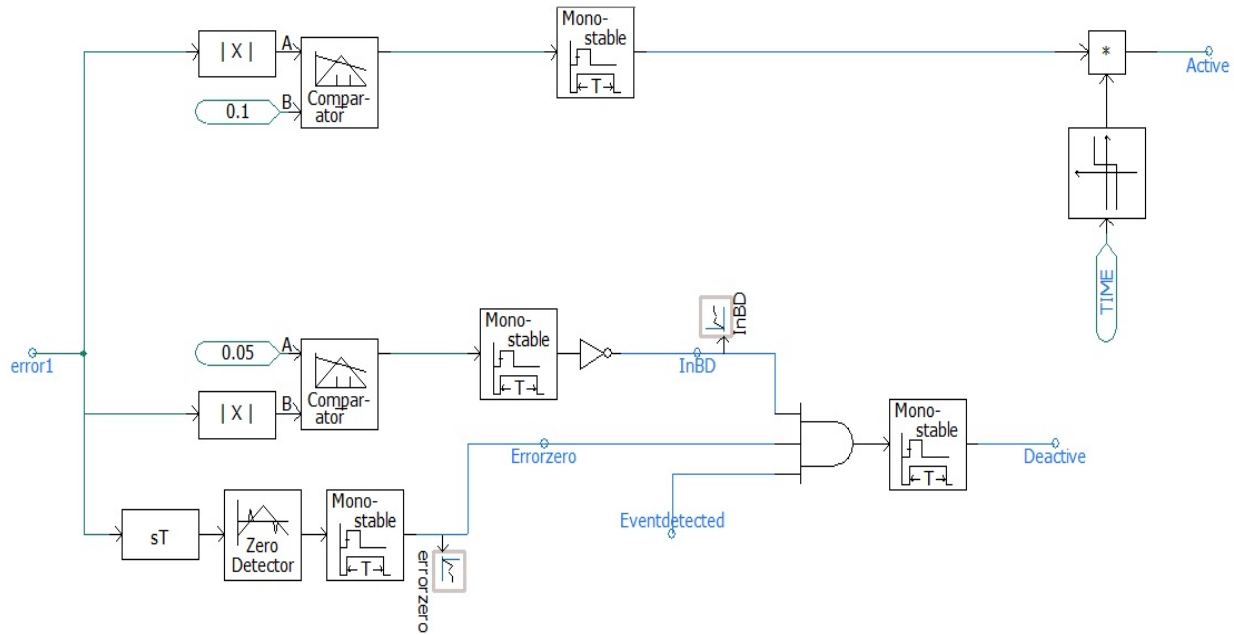 Mono-
stable
T
| X |
A
*
Active
0.1
B
Compar-
ator
TIME
InBD
Mono-
stable
T
0.05
A
error1
InBD
| X |
B
Compar-
ator
Mono-
stable
T
Errorzero
Deactive
Mono-
stable
T
Eventdetected
sT
Zero
Detector
errorzero